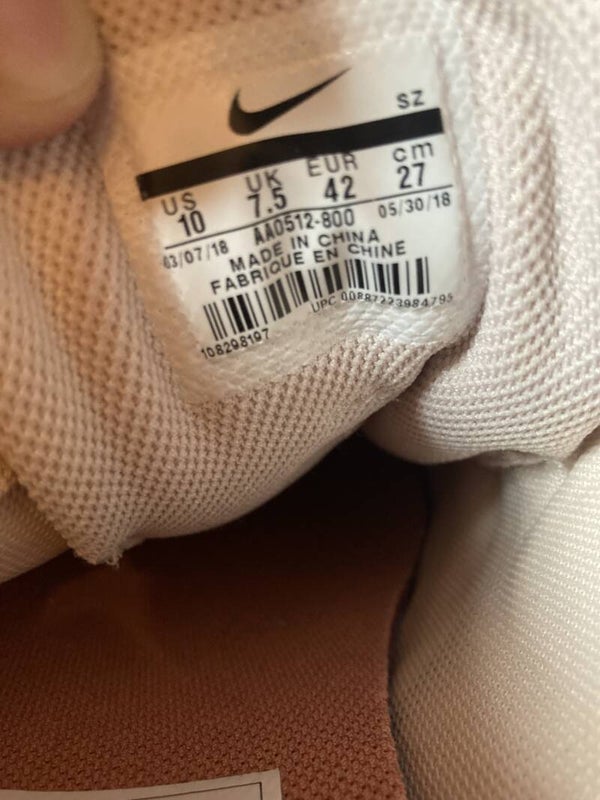 SZ
US UK EUR cm
10 7.5 42 27
03/07/18 AA0512-800 05/30/18
MADE IN CHINA
FABRIQUE EN CHINE
108298197 UPC 00887223984795